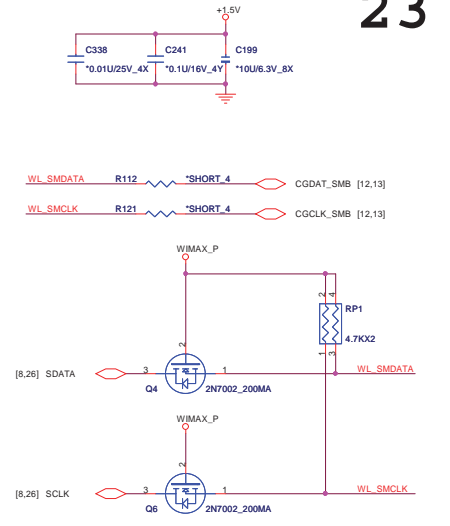 23
+1.5V
C338 C241 C199
*0.01U/25V_4X *0.1U/16V_4Y *10U/6.3V_8X
WL_SMDATA R112 *SHORT_4 CGDAT_SMB [12,13]
WL_SMCLK R121 *SHORT_4 CGCLK_SMB [12,13]
WIMAX_P
2 4
RP1
4.7KX2
2
1 3
[8,26] SDATA 3 1 WL_SMDATA
Q4 2N7002_200MA
WIMAX_P
2
[8,26] SCLK 3 1 WL_SMCLK
Q6 2N7002_200MA